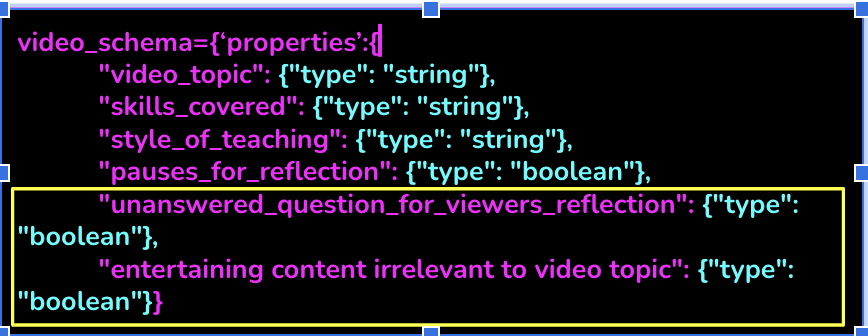 video_schema={‘properties’:{
"video_topic": {"type": "string"},
"skills_covered": {"type": "string"},
"style_of_teaching": {"type": "string"},
"pauses_for_reflection": {"type": "boolean"},
"unanswered_question_for_viewers_reflection": {"type":
"boolean"},
"entertaining content irrelevant to video topic": {"type":
"boolean"}}